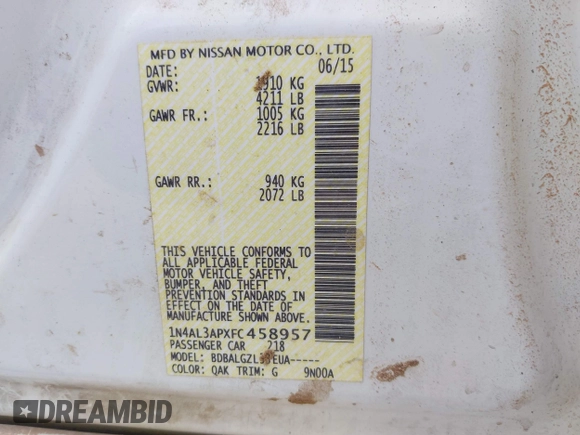 MFD BY NISSAN MOTOR CO., LTD.
DATE: 06/15
GVWR: 1910 KG
4211 LB
GAWR FR.: 1005 KG
2216 LB
GAWR RR.: 940 KG
2072 LB
THIS VEHICLE CONFORMS TO
ALL APPLICABLE FEDERAL
MOTOR VEHICLE SAFETY,
BUMPER, AND THEFT
PREVENTION STANDARDS IN
EFFECT ON THE DATE OF
MANUFACTURE SHOWN ABOVE.
1N4AL3APXFC458957
PASSENGER CAR 218
MODEL:
COLOR: QAK TRIM: G 9N00A
DREAMBID